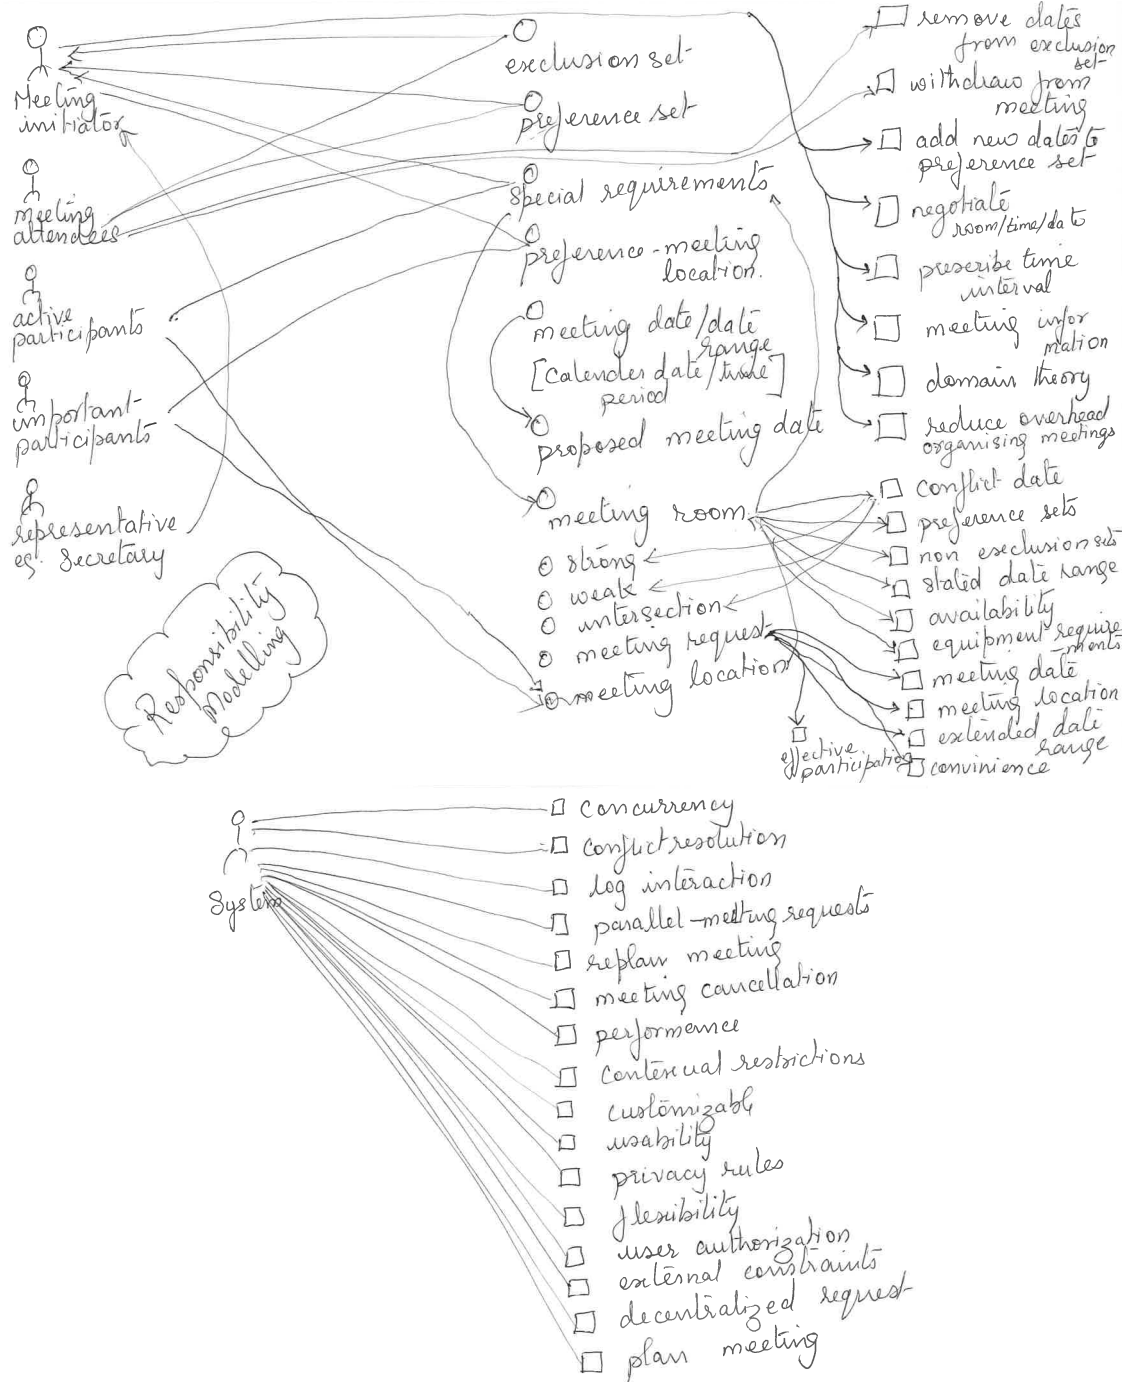 Meeting
initiator
meeting
attendees
active
participants
important
participants
representative
eg. Secretary
Responsibility
Modelling
exclusion set
preference set
special requirements
preference-meeting
location.
meeting date/date
range
[Calender date/time]
period
proposed meeting date
meeting room
strong
weak
intersection
meeting request
meeting location
remove dates
from exclusion
set
withdraw from
meeting
add new dates to
preference set
negotiate
room/time/date
prescribe time
interval
meeting infor
mation
domain theory
reduce overhead
organising meetings
conflict date
preference sets
non exclusion sets
stated date range
availability
equipment require
ments
meeting date
meeting location
extended date
range
convinience
effective
participation
System
concurrency
conflict resolution
log interaction
parallel-meeting requests
replan meeting
meeting cancellation
performance
contexual restrictions
customizable
usability
privacy rules
flexibility
user authorization
external constraints
decentralized request
plan meeting